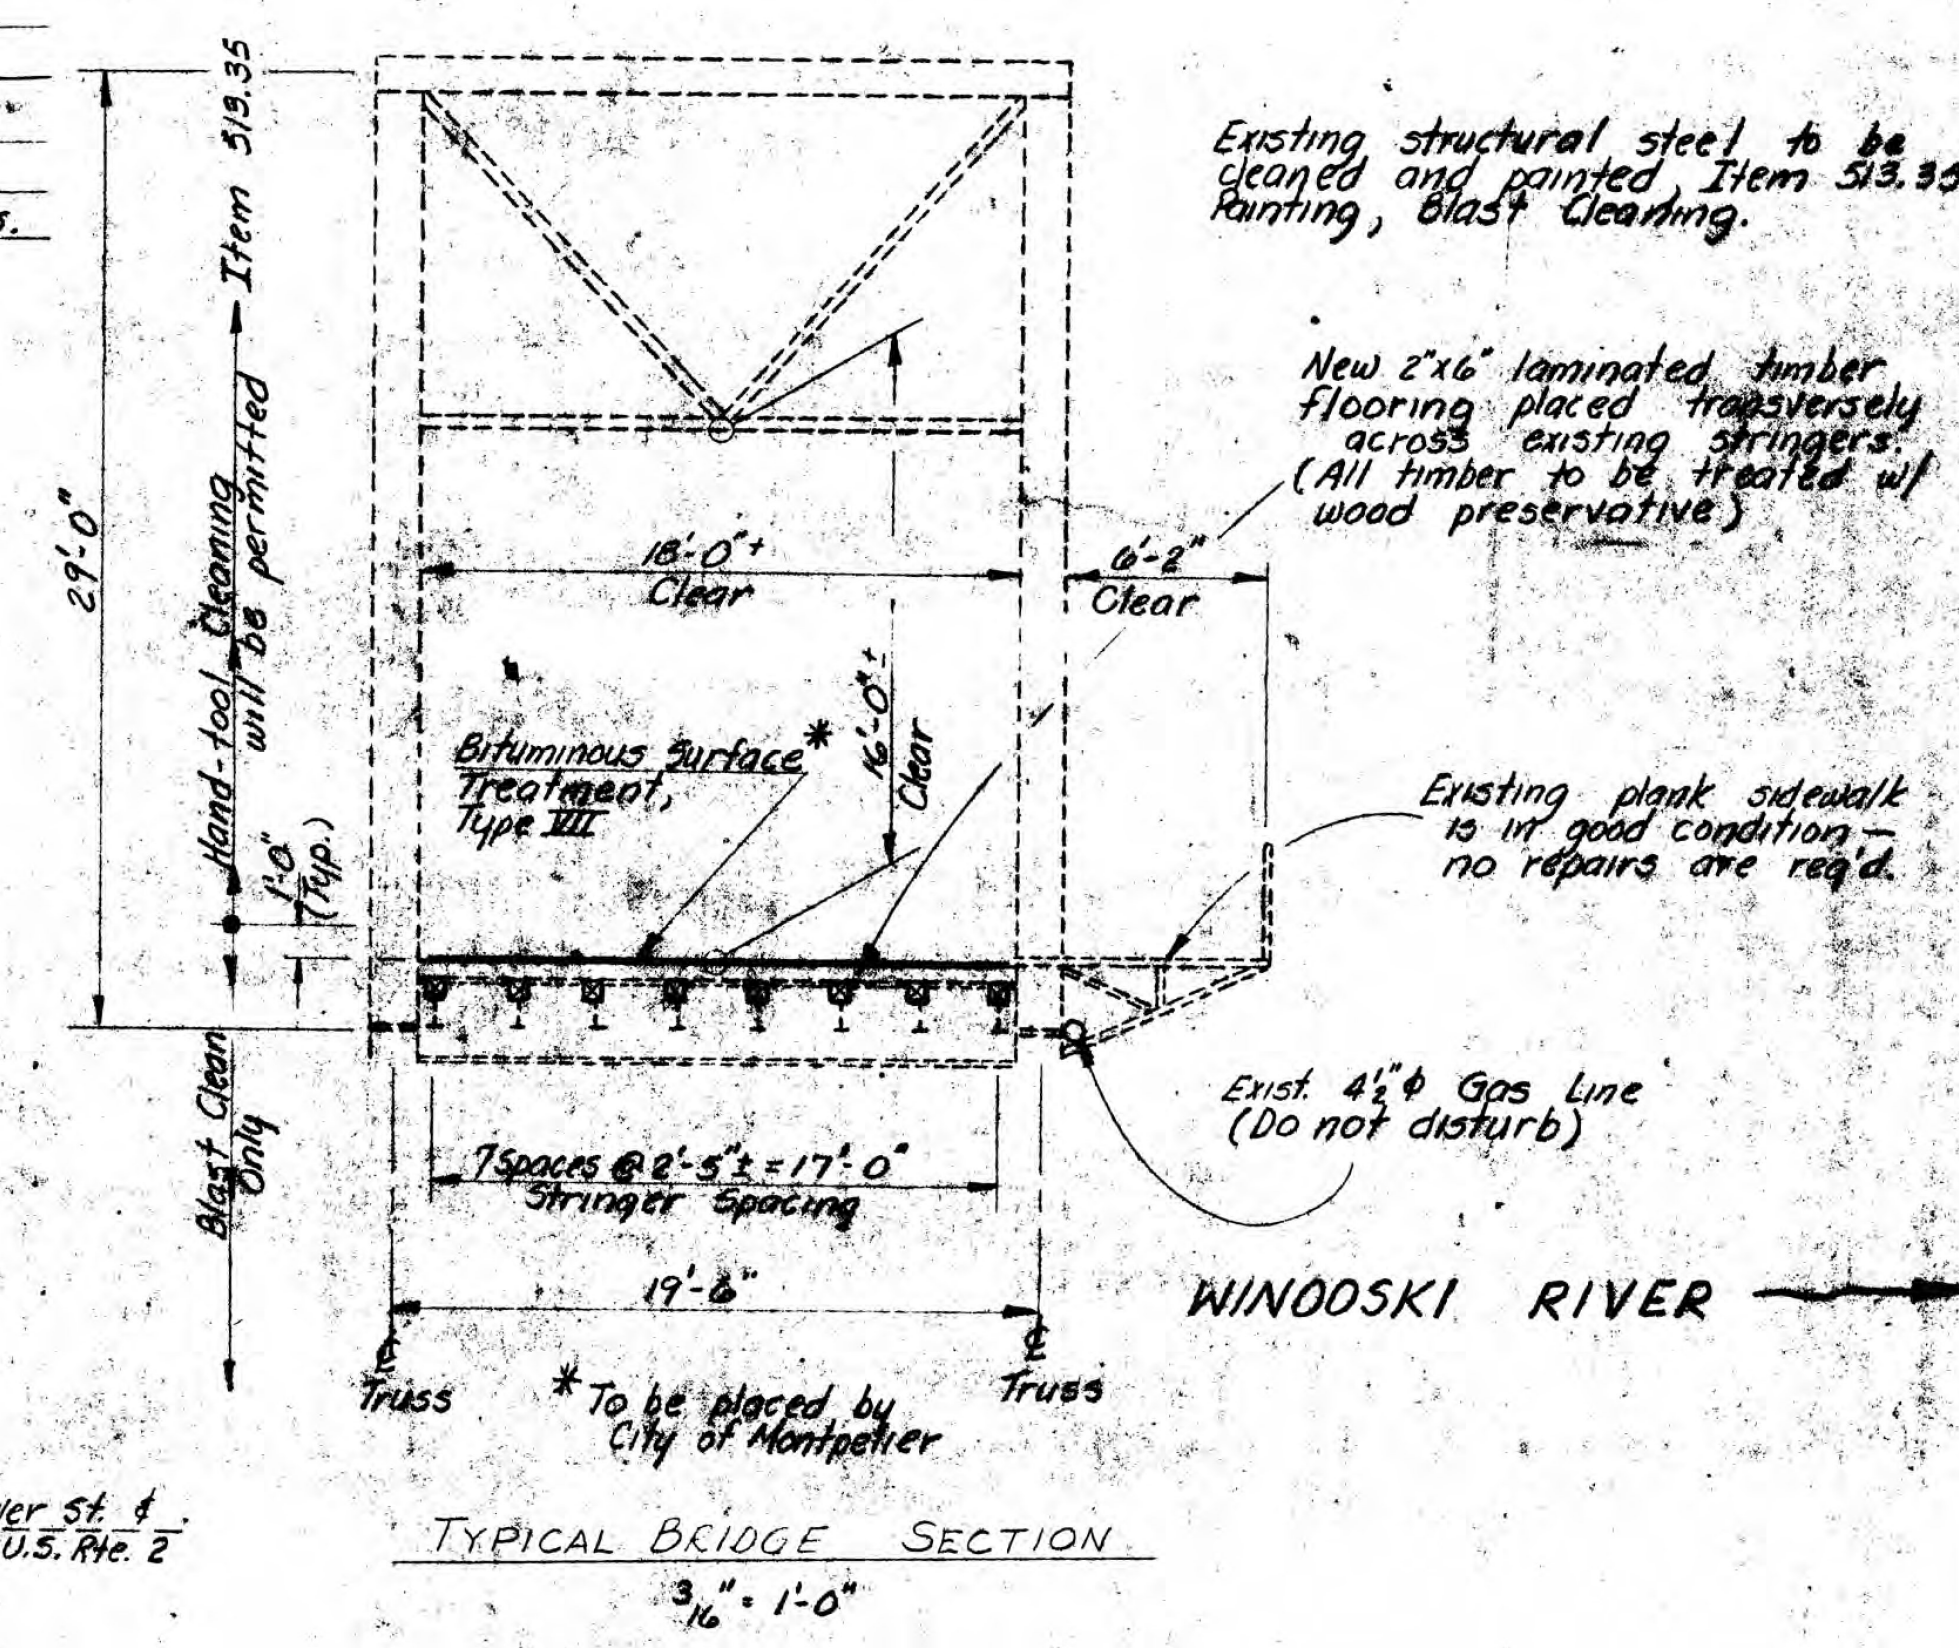 s.
29'-0"
Hand-tool Cleaning
will be permitted
Item 513.35
1'-0"
(Typ.)
Blast Clean
Only
Existing structural steel to be
cleaned and painted, Item 513.35
Painting, Blast Cleaning.
New 2"x6" laminated timber
flooring placed transversely
across existing stringers.
(All timber to be treated w/
wood preservative)
18'-0"+
Clear
6'-2"
Clear
16'-0"±
Clear
Bituminous Surface*
Treatment,
Type VII
Existing plank sidewalk
is in good condition -
no repairs are req'd.
Exist. 4½"ϕ Gas Line
(Do not disturb)
7 Spaces @ 2'-5"± = 17'-0"
Stringer Spacing
19'-6"
WINOOSKI RIVER
℄
Truss
℄
Truss
* To be placed by
City of Montpelier
TYPICAL BRIDGE SECTION
3/16" = 1'-0"
er St. &
U.S. Rte. 2